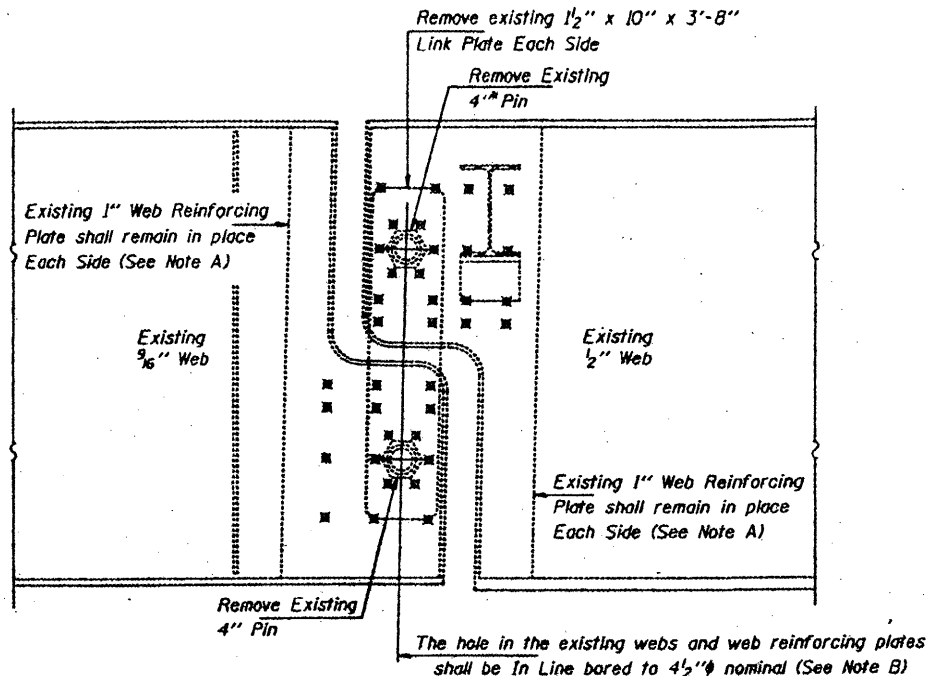 Remove existing 1½" x 10" x 3'-8"
Link Plate Each Side
Remove Existing
4" Pin
Existing 1" Web Reinforcing
Plate shall remain in place
Each Side (See Note A)
Existing
9/16" Web
Existing
½" Web
Existing 1" Web Reinforcing
Plate shall remain in place
Each Side (See Note A)
Remove Existing
4" Pin
The hole in the existing webs and web reinforcing plates
shall be In Line bored to 4½"φ nominal (See Note B)